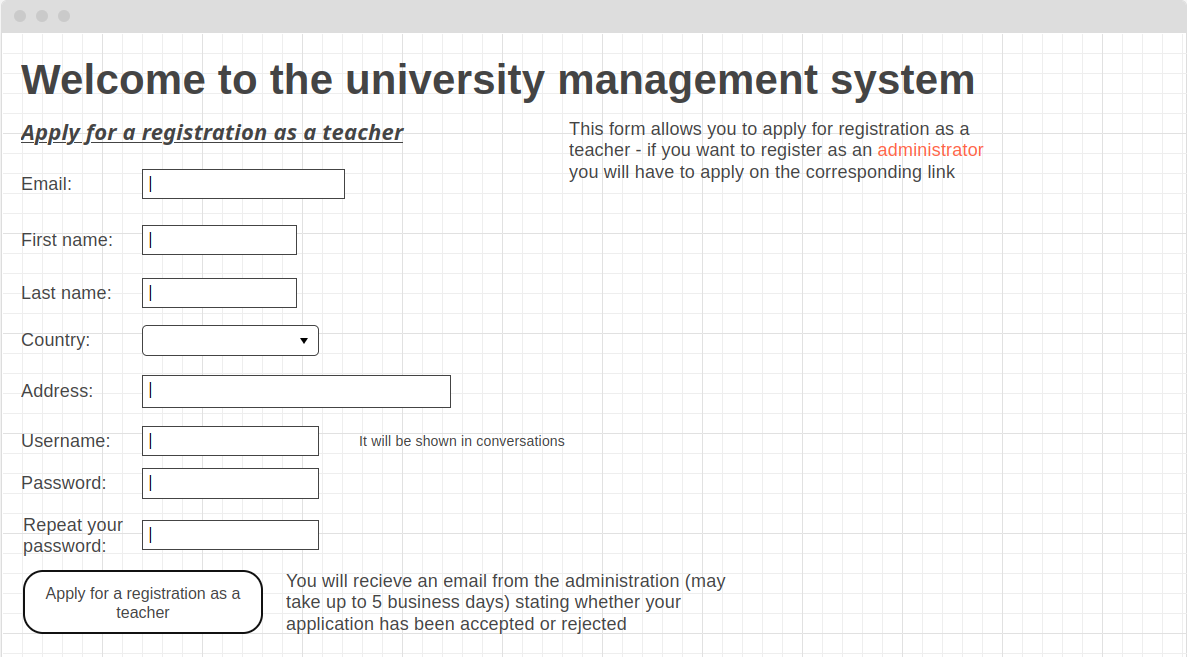 Welcome to the university management system
Apply for a registration as a teacher
This form allows you to apply for registration as a
teacher - if you want to register as an administrator
you will have to apply on the corresponding link
Email:
First name:
Last name:
Country:
Address:
Username:
It will be shown in conversations
Password:
Repeat your
password:
Apply for a registration as a
teacher
You will recieve an email from the administration (may
take up to 5 business days) stating whether your
application has been accepted or rejected